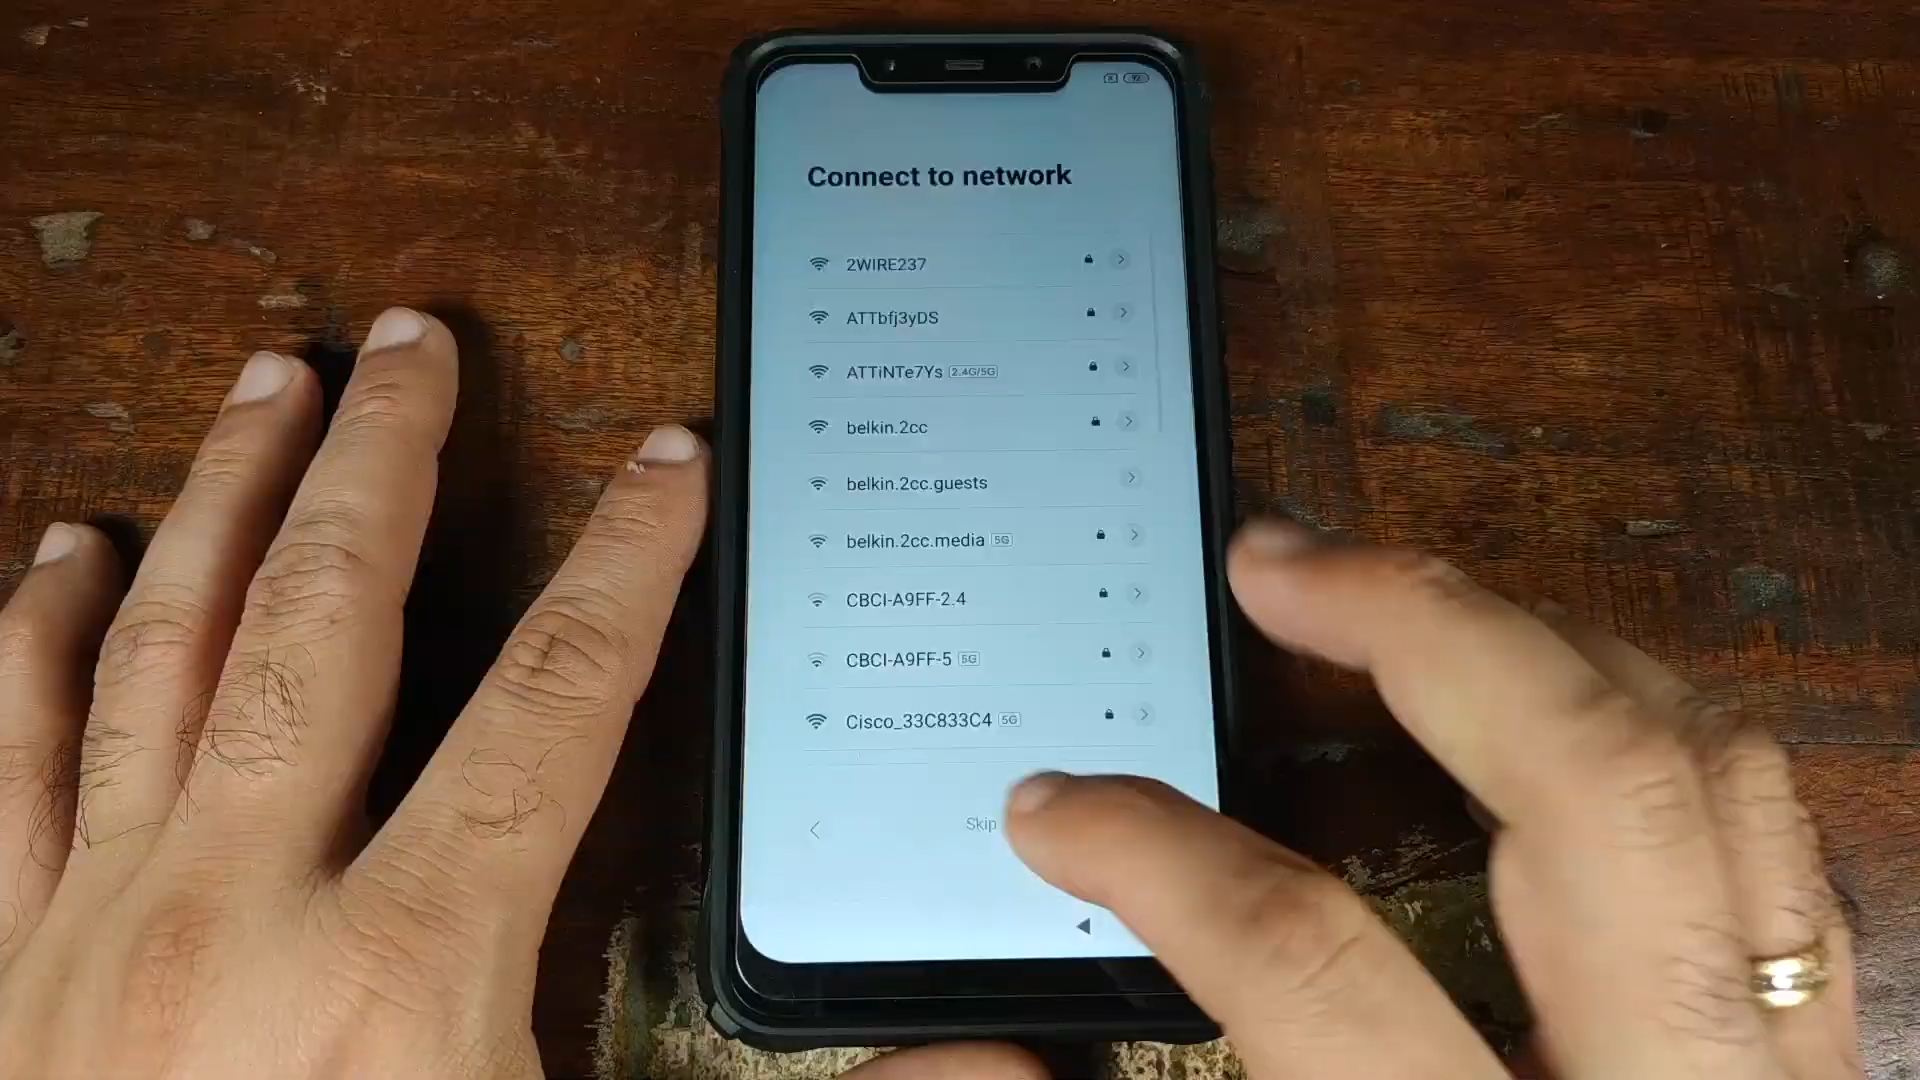 92
Connect to network
2WIRE237
ATTbfj3yDS
ATTiNTe7Ys 2.4G/5G
belkin.2cc
belkin.2cc.guests
belkin.2cc.media 5G
CBCI-A9FF-2.4
CBCI-A9FF-5 5G
Cisco_33C833C4 5G
Skip